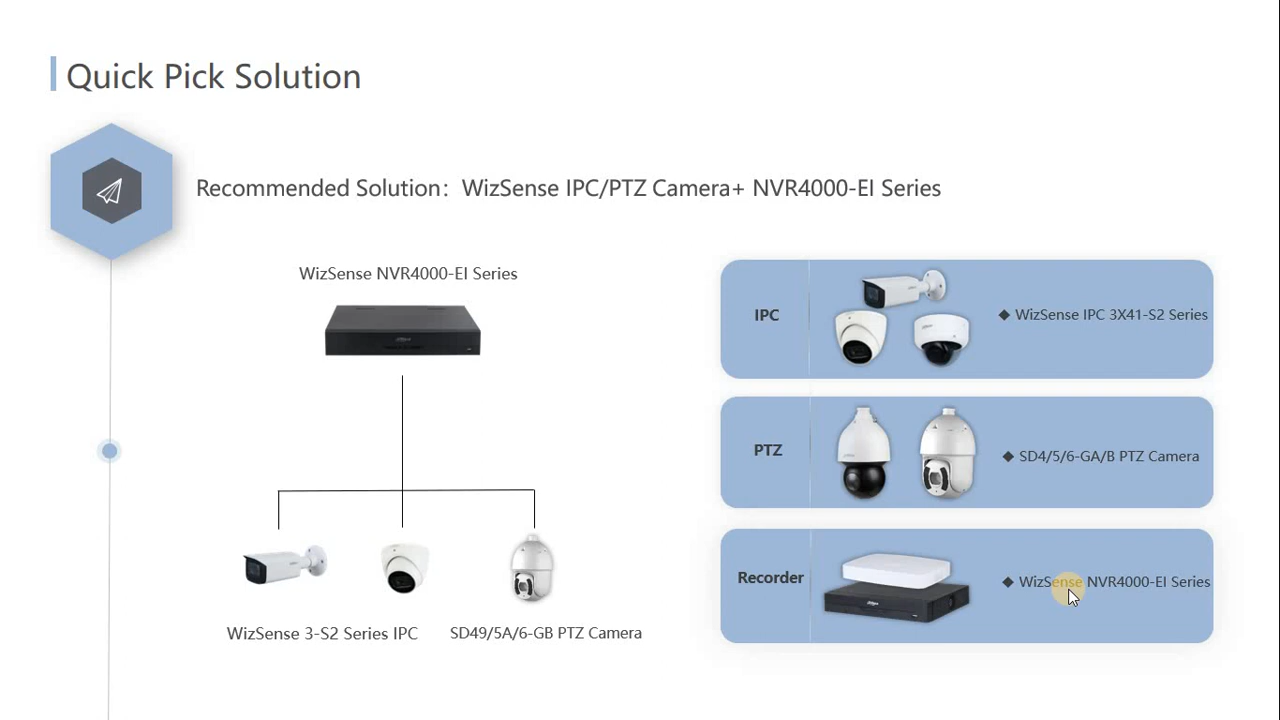 Quick Pick Solution
Recommended Solution: WizSense IPC/PTZ Camera+ NVR4000-EI Series
WizSense NVR4000-EI Series
WizSense 3-S2 Series IPC
SD49/5A/6-GB PTZ Camera
IPC
◆ WizSense IPC 3X41-S2 Series
PTZ
◆ SD4/5/6-GA/B PTZ Camera
Recorder
◆ WizSense NVR4000-EI Series